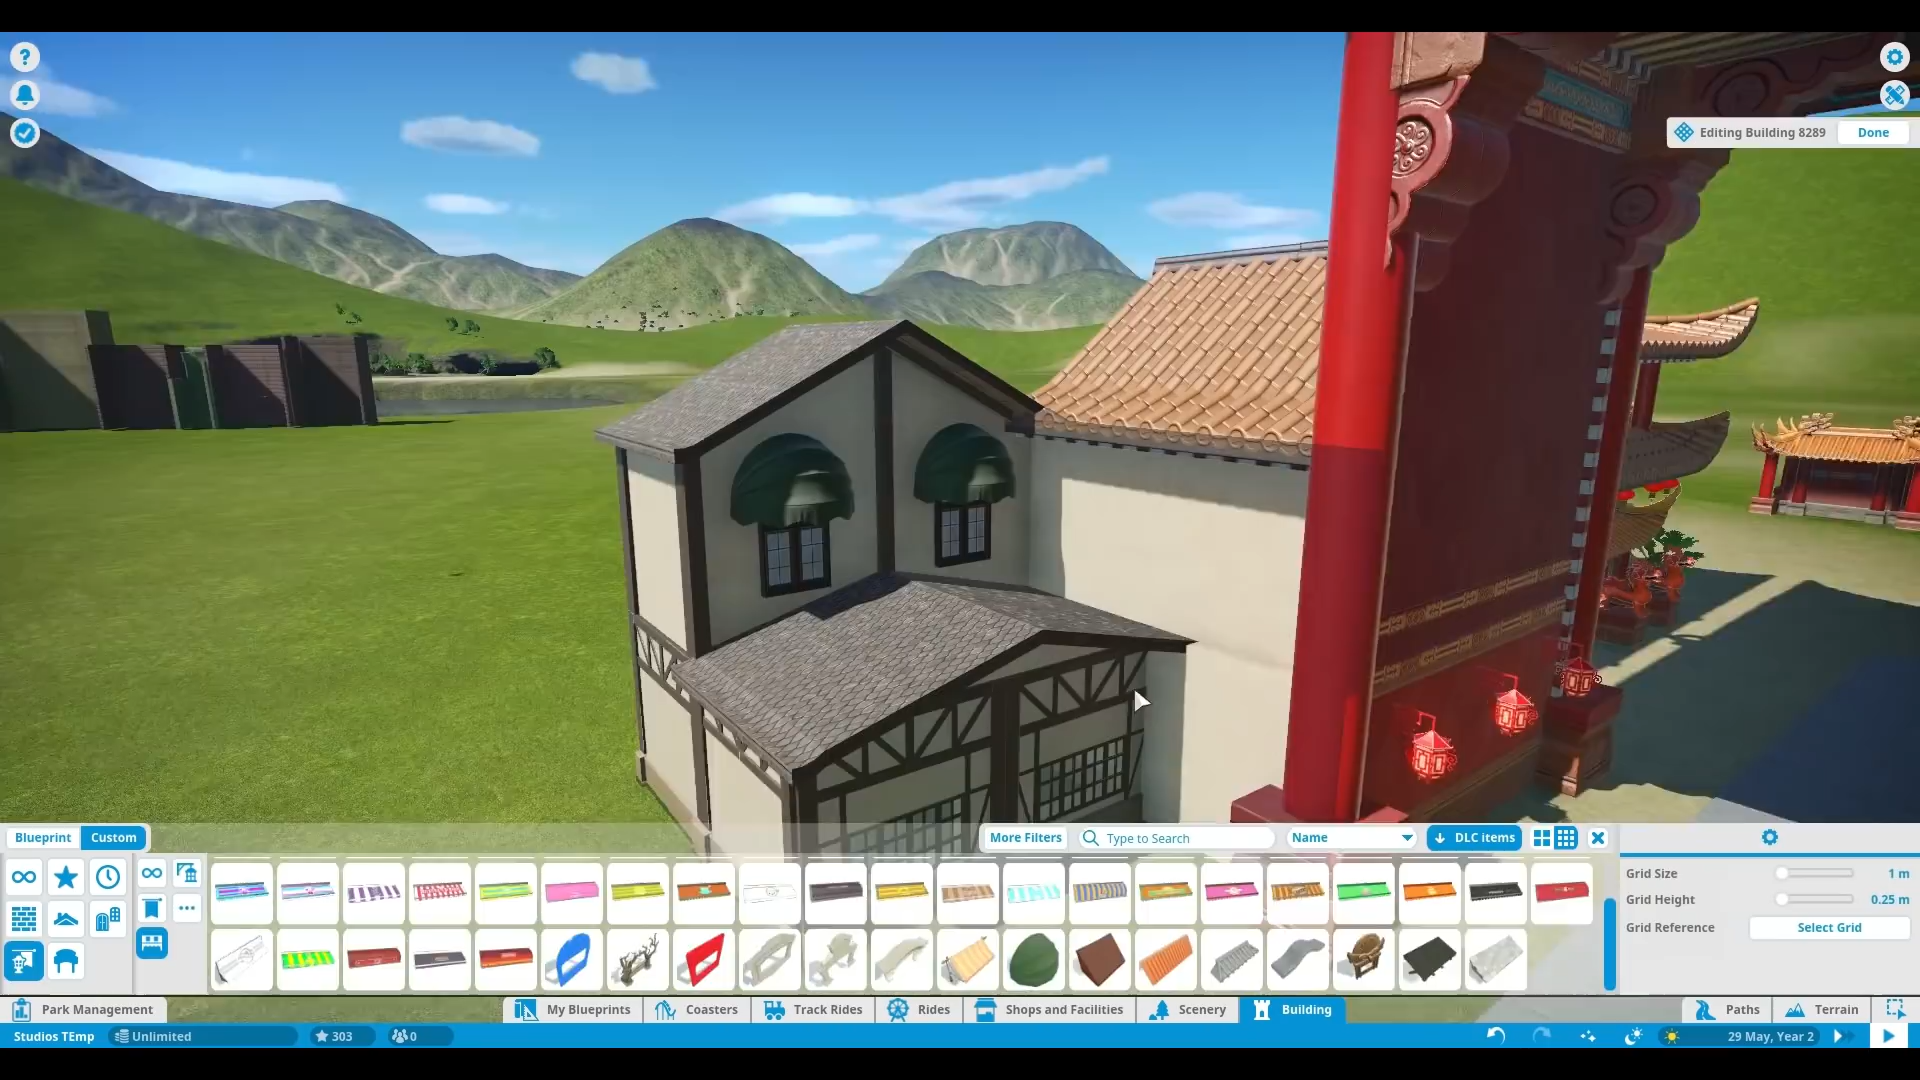 ?
Editing Building 8289
Done
Blueprint
Custom
More Filters
Type to Search
Name
DLC items
Grid Size
1 m
Grid Height
0.25 m
Grid Reference
Select Grid
Park Management
My Blueprints
Coasters
Track Rides
Rides
Shops and Facilities
Scenery
Building
Paths
Terrain
Studios TEmp
Unlimited
303
0
29 May, Year 2